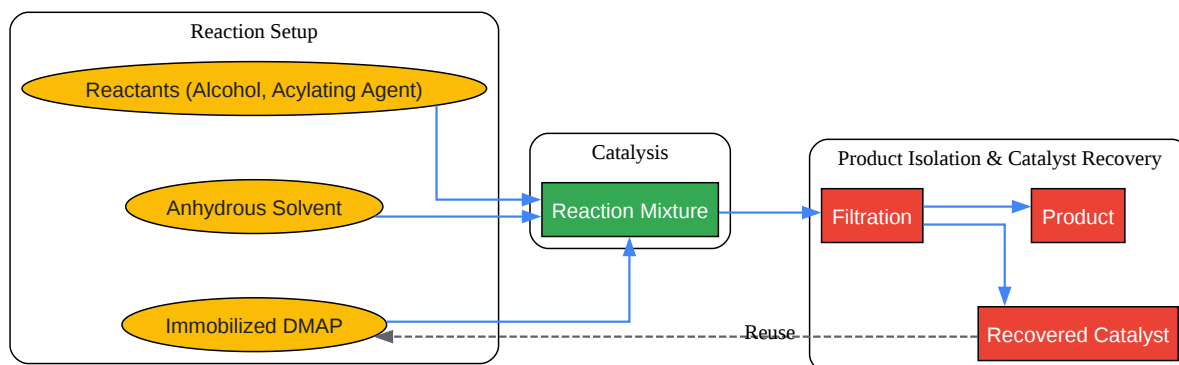 Reaction Setup
Reactants (Alcohol, Acylating Agent)
Anhydrous Solvent
Immobilized DMAP
Catalysis
Reaction Mixture
Product Isolation & Catalyst Recovery
Filtration
Product
Recovered Catalyst
Reuse